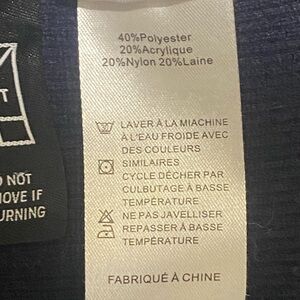 40%Polyester
20%Acrylique
20%Nylon 20%Laine
LAVER À LA MIACHINE
À L'EAU FROIDE AVEC
DES COULEURS
SIMILAIRES
CYCLE DÉCHER PAR
CULBUTAGE À BASSE
TEMPÉRATURE
NE PAS JAVELLISER
REPASSER À BASSE
TEMPÉRATURE
FABRIQUÉ À CHINE
T
NOT
OVE IF
URNING